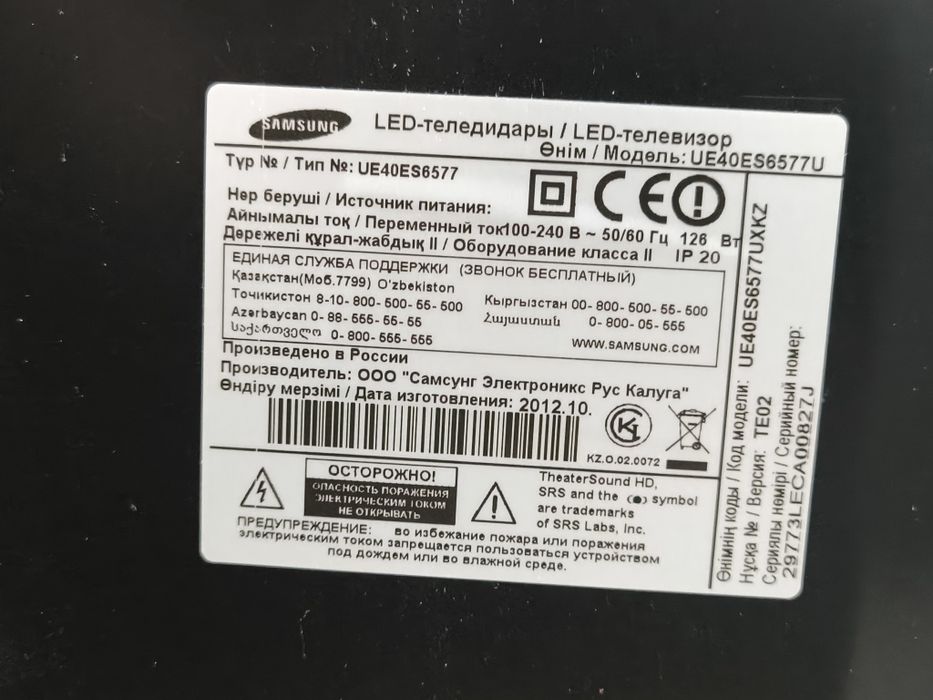 SAMSUNG
LED-теледидары / LED-телевизор
Өнім / Модель: UE40ES6577U
Түр № / Тип №: UE40ES6577
Нәр беруші / Источник питания:
Айнымалы ток / Переменный ток100-240 В ~ 50/60 Гц 126 Вт
Дәрежелі құрал-жабдық II / Оборудование класса II IP 20
ЕДИНАЯ СЛУЖБА ПОДДЕРЖКИ (ЗВОНОК БЕСПЛАТНЫЙ)
Қазақстан(Моб.7799) O'zbekiston
Тоҷикистон 8-10- 800-500-55-500
Кыргызстан 00-800-500-55-500
Azərbaycan 0-88-555-55-55
Հայաստան 0-800-05-555
საქართველო 0-800-555-555
WWW.SAMSUNG.COM
Произведено в России
Производитель: ООО "Самсунг Электроникс Рус Калуга"
Өндіру мерзімі / Дата изготовления: 2012.10.
KZ.O.02.0072
ОСТОРОЖНО!
ОПАСНОСТЬ ПОРАЖЕНИЯ
ЭЛЕКТРИЧЕСКИМ ТОКОМ
НЕ ОТКРЫВАТЬ
TheaterSound HD,
SRS and the symbol
are trademarks
of SRS Labs, Inc.
ПРЕДУПРЕЖДЕНИЕ: во избежание пожара или поражения
электрическим током запрещается пользоваться устройством
под дождем или во влажной среде.
Өнімнің коды / Код модели: UE40ES6577UXKZ
Нұсқа № / Версия: TE02
Сериялы нөмірі / Серийный номер:
29773LECA00827J